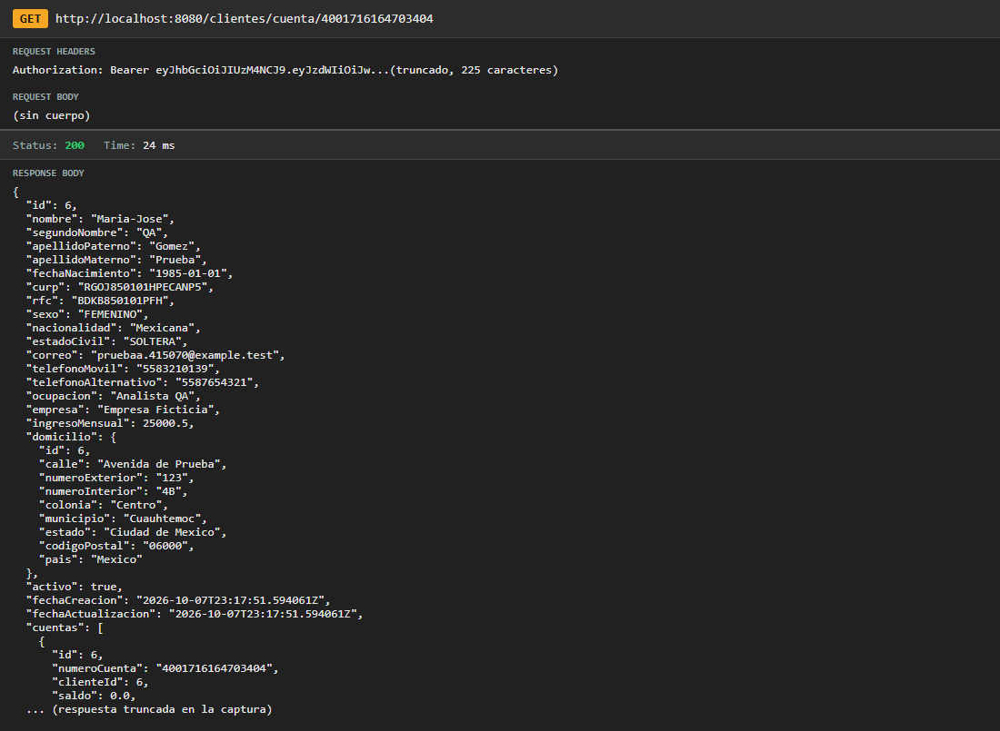 GET http://localhost:8080/clientes/cuenta/4001716164703404
REQUEST HEADERS
Authorization: Bearer eyJhbGciOiJIUzM4NCJ9.eyJzdWIiOiJw...(truncado, 225 caracteres)
REQUEST BODY
(sin cuerpo)
Status: 200 Time: 24 ms
RESPONSE BODY
{
"id": 6,
"nombre": "Maria-Jose",
"segundoNombre": "QA",
"apellidoPaterno": "Gomez",
"apellidoMaterno": "Prueba",
"fechaNacimiento": "1985-01-01",
"curp": "RGOJ850101HPECANP5",
"rfc": "BDKB850101PFH",
"sexo": "FEMENINO",
"nacionalidad": "Mexicana",
"estadoCivil": "SOLTERA",
"correo": "pruebaa.415070@example.test",
"telefonoMovil": "5583210139",
"telefonoAlternativo": "5587654321",
"ocupacion": "Analista QA",
"empresa": "Empresa Ficticia",
"ingresoMensual": 25000.5,
"domicilio": {
"id": 6,
"calle": "Avenida de Prueba",
"numeroExterior": "123",
"numeroInterior": "4B",
"colonia": "Centro",
"municipio": "Cuauhtemoc",
"estado": "Ciudad de Mexico",
"codigoPostal": "06000",
"pais": "Mexico"
},
"activo": true,
"fechaCreacion": "2026-10-07T23:17:51.594061Z",
"fechaActualizacion": "2026-10-07T23:17:51.594061Z",
"cuentas": [
{
"id": 6,
"numeroCuenta": "4001716164703404",
"clienteId": 6,
"saldo": 0.0,
... (respuesta truncada en la captura)